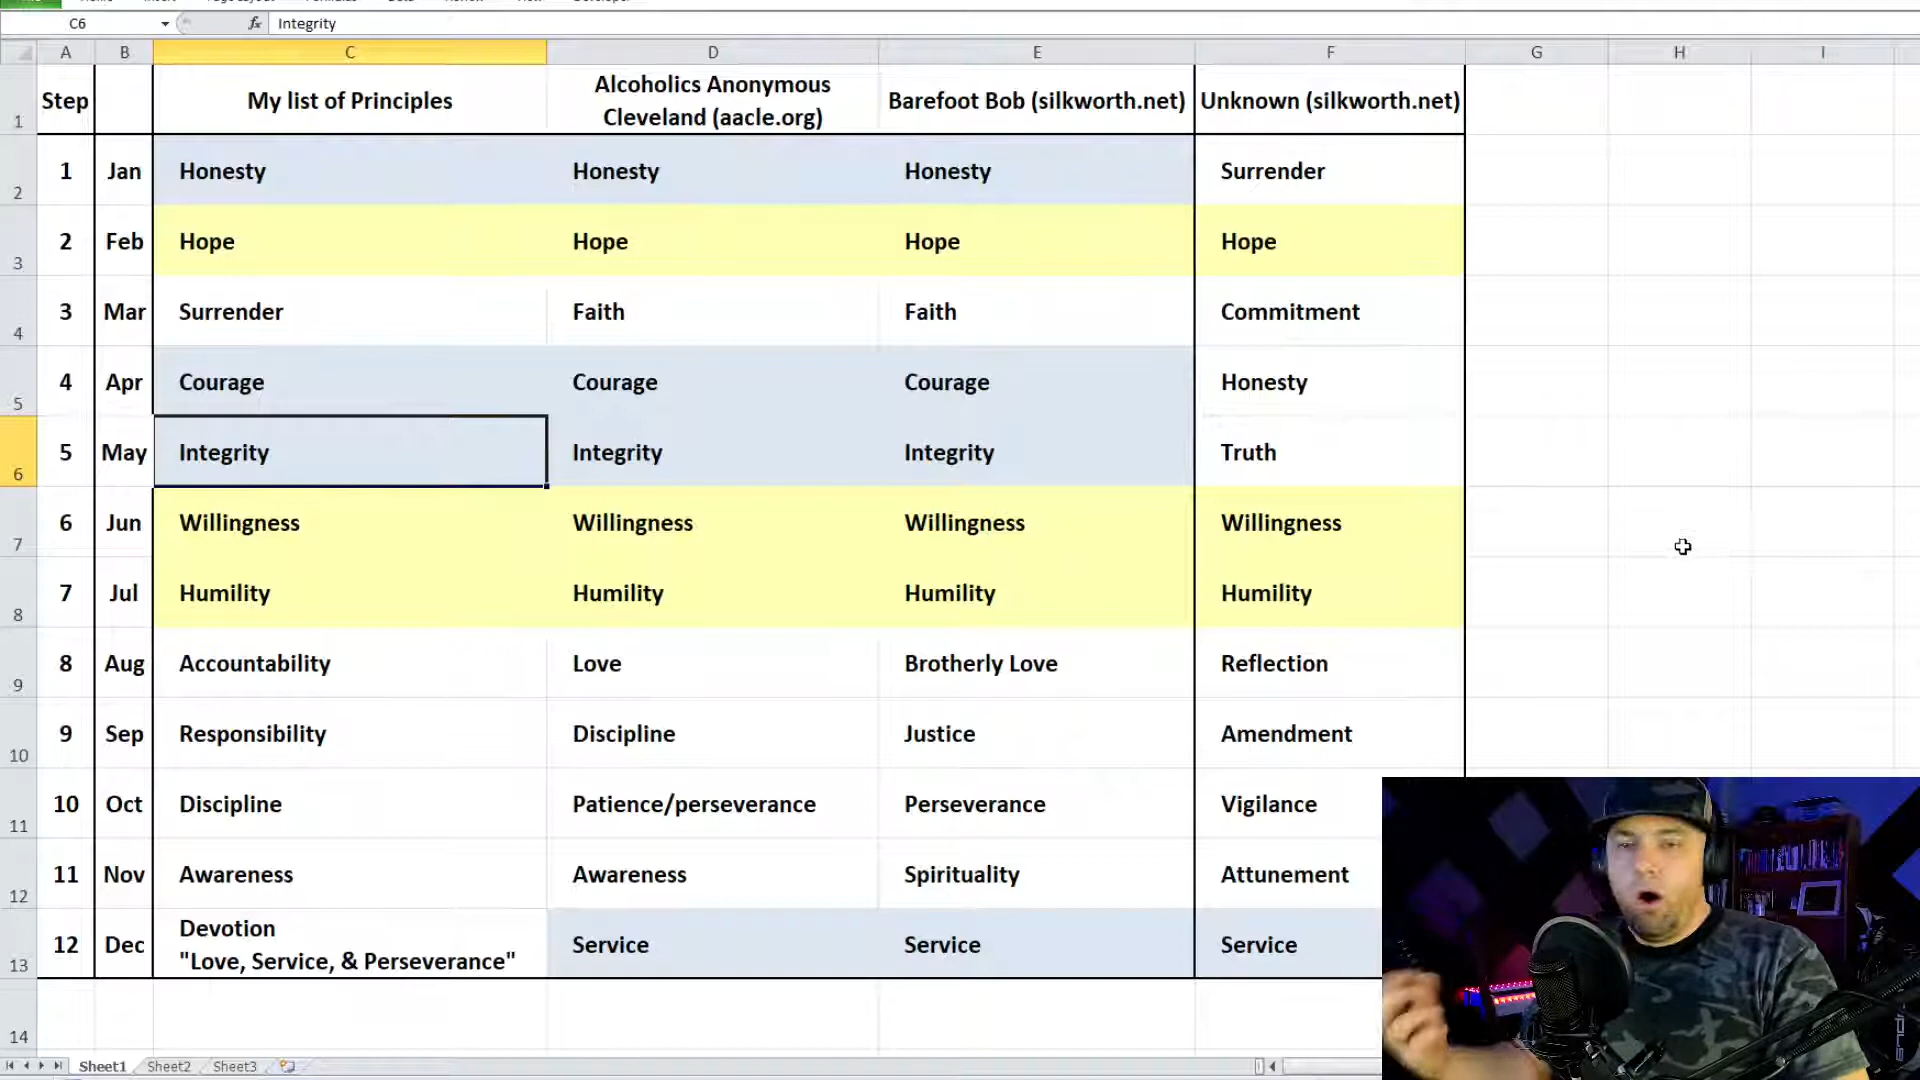 C6 fx Integrity
A B C D E F G H I
1 Step My list of Principles Alcoholics Anonymous Cleveland (aacle.org) Barefoot Bob (silkworth.net) Unknown (silkworth.net)
2 1 Jan Honesty Honesty Honesty Surrender
3 2 Feb Hope Hope Hope Hope
4 3 Mar Surrender Faith Faith Commitment
5 4 Apr Courage Courage Courage Honesty
6 5 May Integrity Integrity Integrity Truth
7 6 Jun Willingness Willingness Willingness Willingness
8 7 Jul Humility Humility Humility Humility
9 8 Aug Accountability Love Brotherly Love Reflection
10 9 Sep Responsibility Discipline Justice Amendment
11 10 Oct Discipline Patience/perseverance Perseverance Vigilance
12 11 Nov Awareness Awareness Spirituality Attunement
13 12 Dec Devotion "Love, Service, & Perseverance" Service Service Service
14
Sheet1 Sheet2 Sheet3